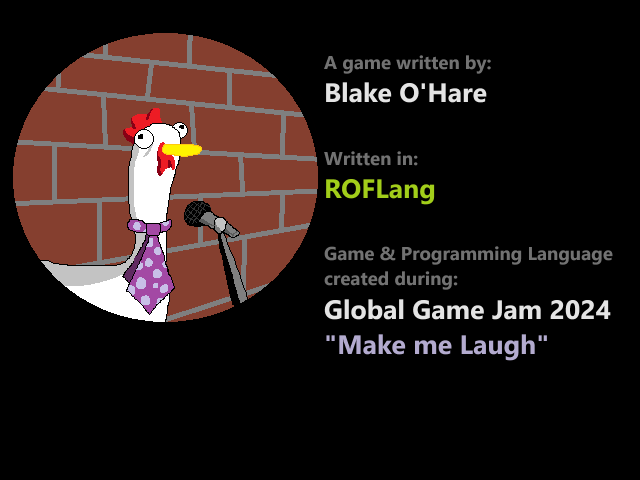 A game written by:
Blake O'Hare
Written in:
ROFLang
Game & Programming Language
created during:
Global Game Jam 2024
"Make me Laugh"